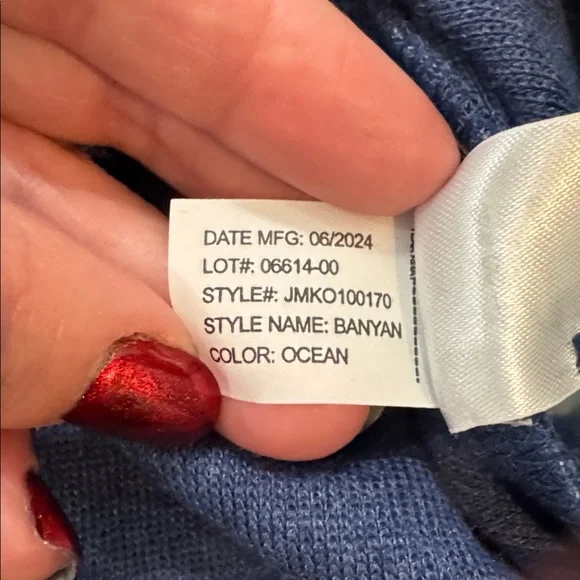 DATE MFG: 06/2024
LOT#: 06614-00
STYLE#: JMKO100170
STYLE NAME: BANYAN
COLOR: OCEAN